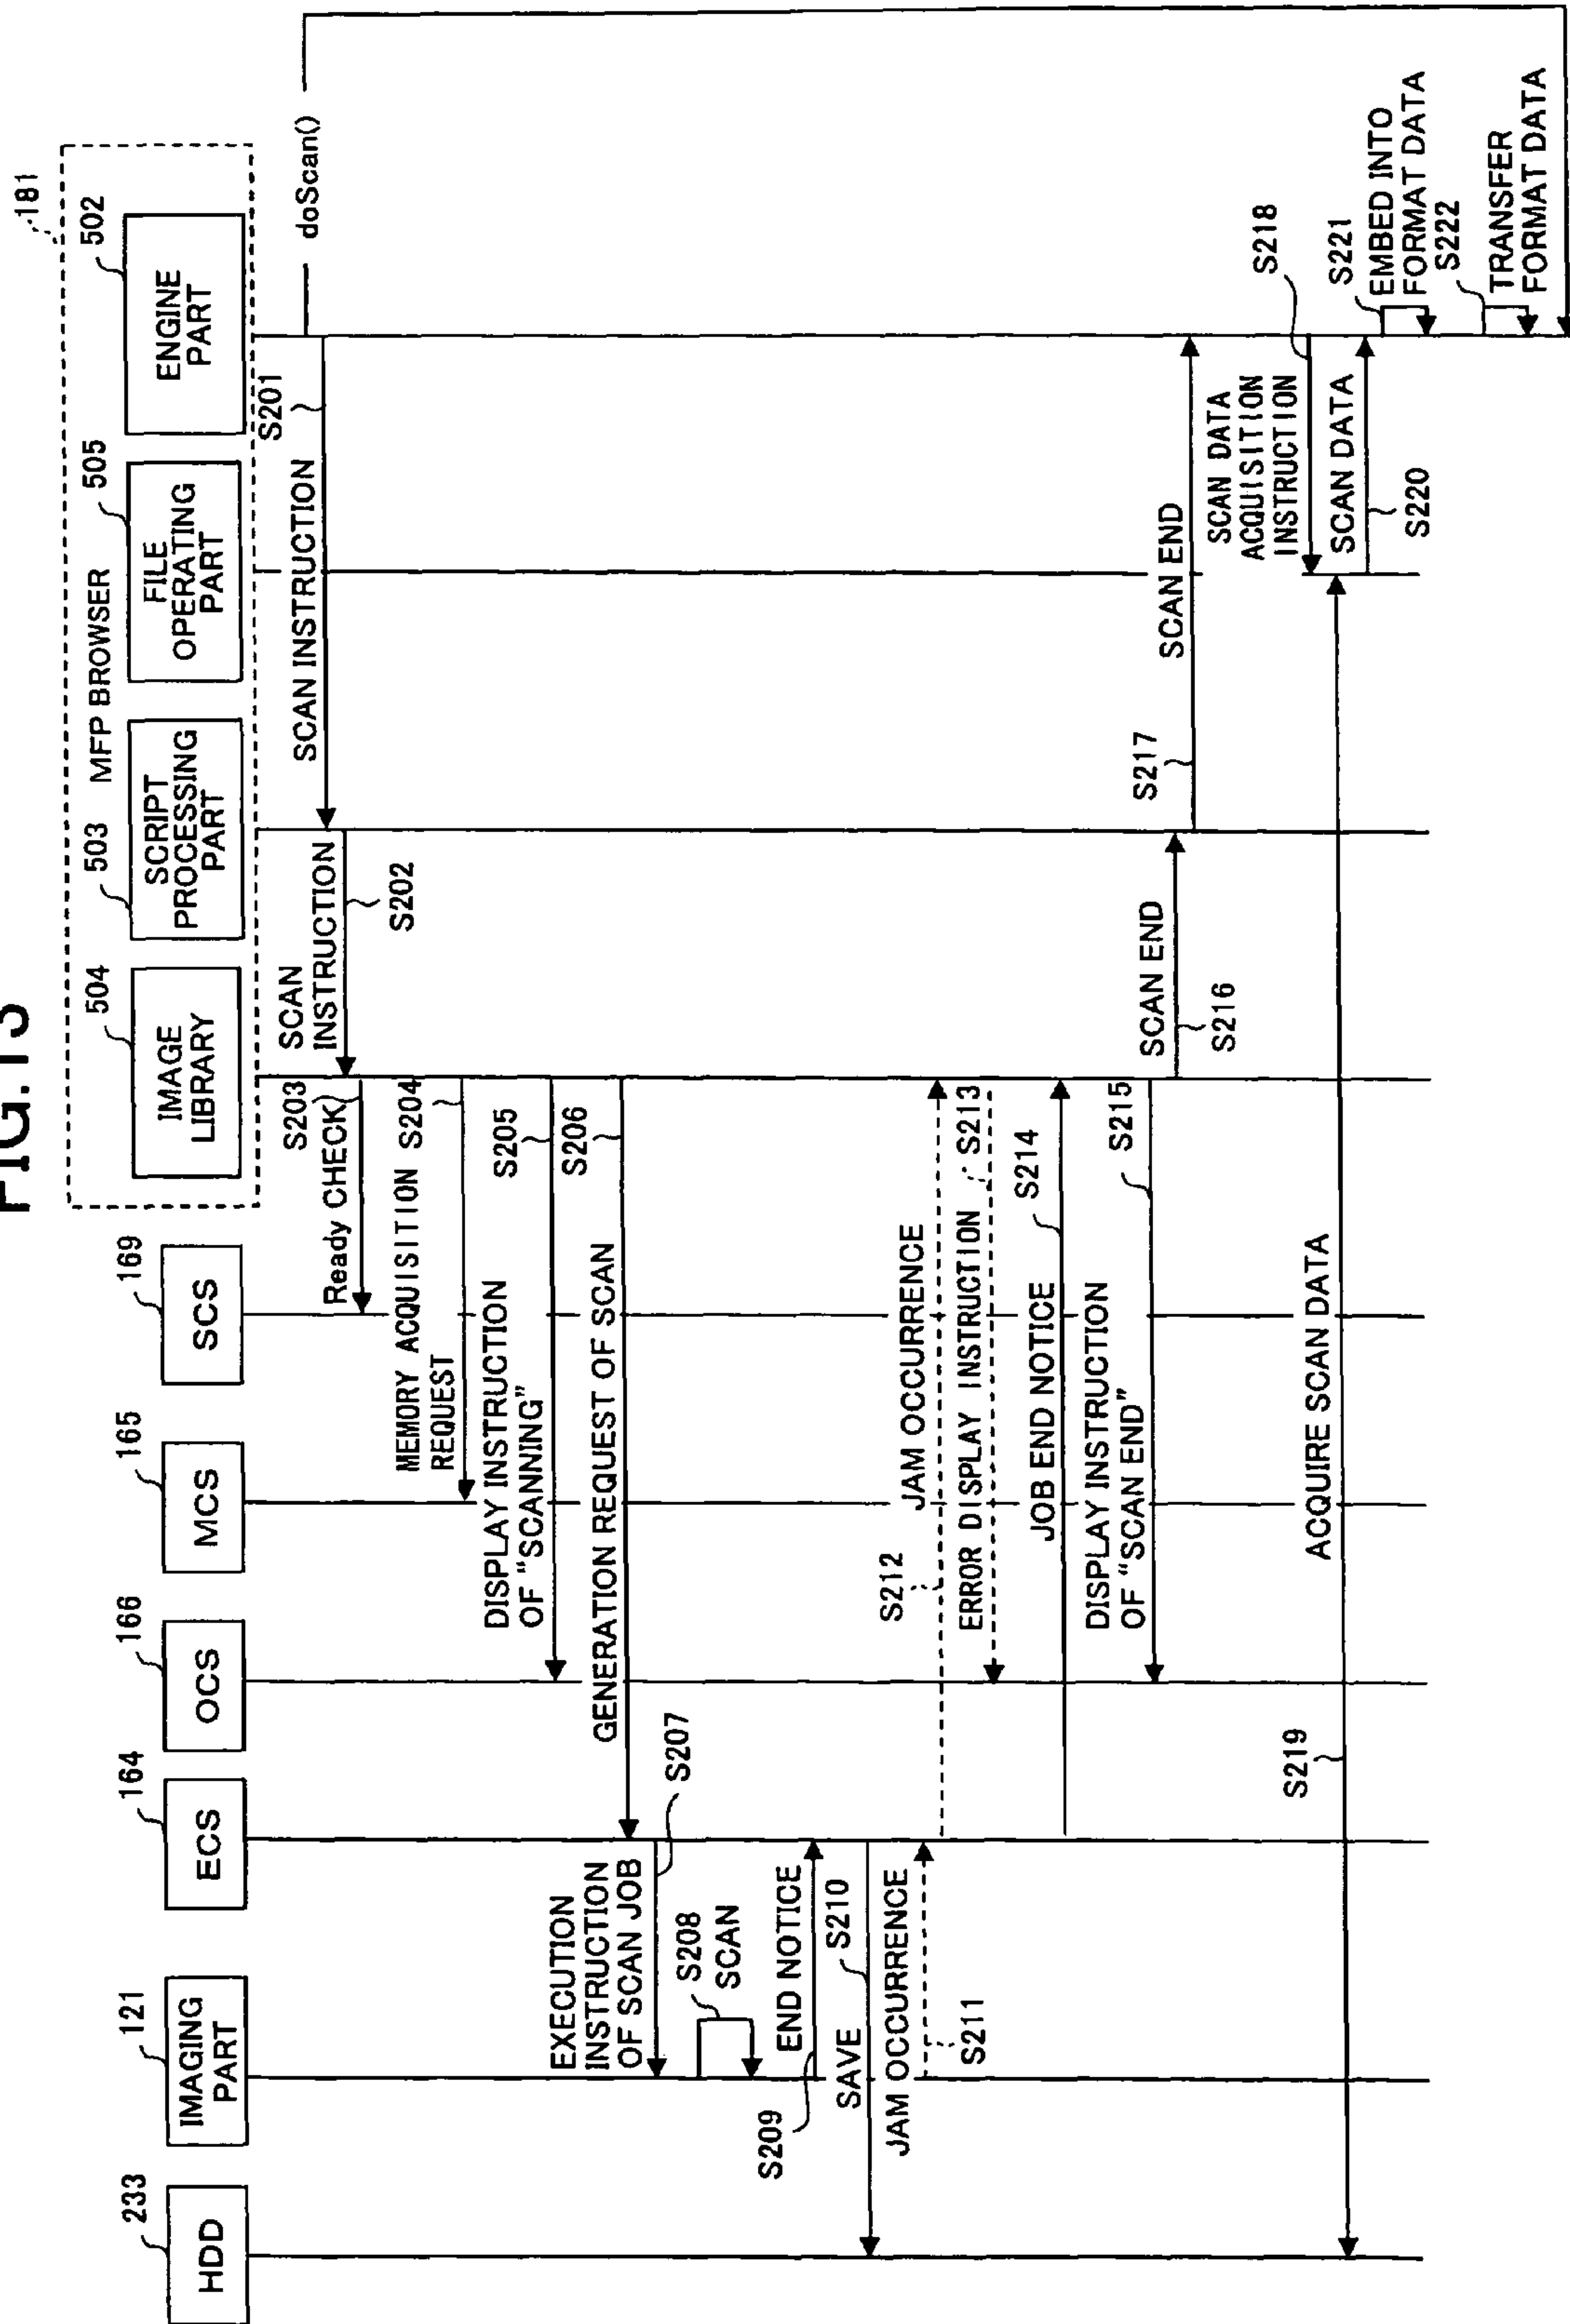 FIG.13
181
MFP BROWSER
233
HDD
121
IMAGING
PART
164
ECS
166
OCS
165
MCS
169
SCS
504
IMAGE
LIBRARY
503
SCRIPT
PROCESSING
PART
505
FILE
OPERATING
PART
502
ENGINE
PART
doScan()
SCAN INSTRUCTION
S201
SCAN
INSTRUCTION
S202
Ready CHECK
S203
MEMORY ACQUISITION
REQUEST
S204
DISPLAY INSTRUCTION
OF "SCANNING"
S205
GENERATION REQUEST OF SCAN
S206
EXECUTION
INSTRUCTION
OF SCAN JOB
S207
S208
SCAN
END NOTICE
S209
SAVE
S210
JAM OCCURRENCE
S211
JAM OCCURRENCE
S212
ERROR DISPLAY INSTRUCTION
S213
JOB END NOTICE
S214
DISPLAY INSTRUCTION
OF "SCAN END"
S215
SCAN END
S216
SCAN END
S217
SCAN DATA
ACQUISITION
INSTRUCTION
S218
ACQUIRE SCAN DATA
S219
SCAN DATA
S220
S221
EMBED INTO
FORMAT DATA
S222
TRANSFER
FORMAT DATA